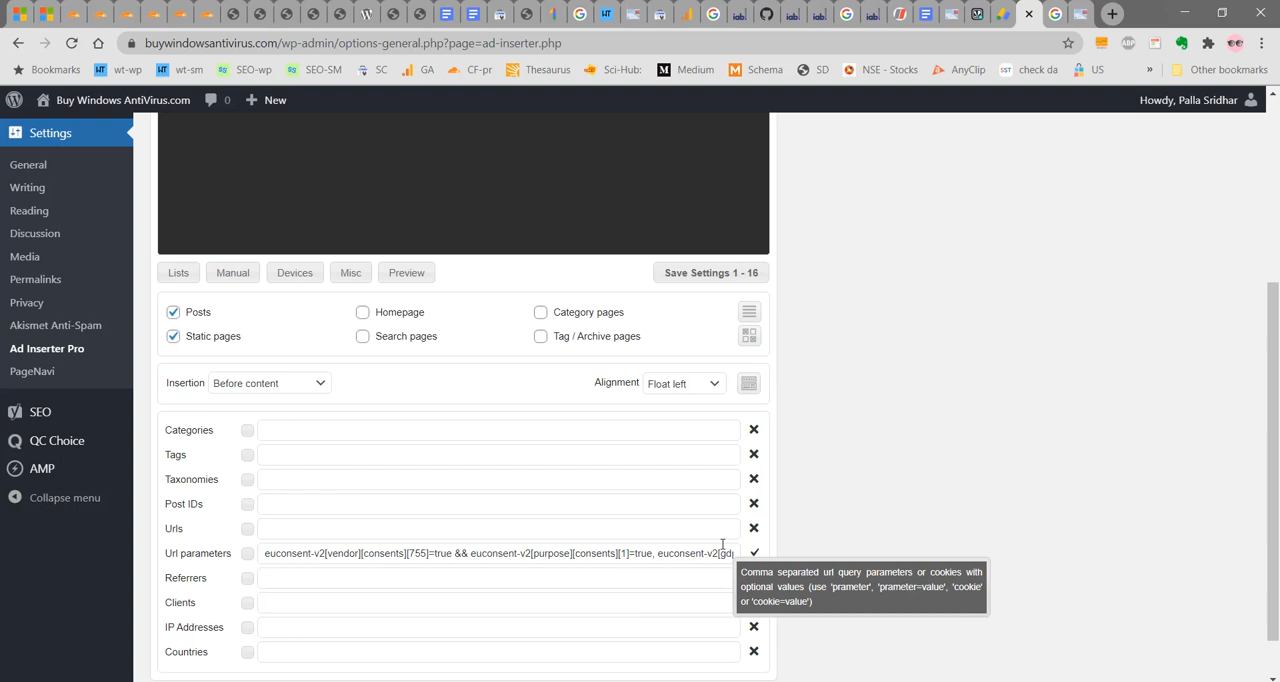 buywindowsantivirus.com/wp-admin/options-general.php?page=ad-inserter.php
Bookmarks wt-wp wt-sm SEO-wp SEO-SM SC GA CF-pr Thesaurus Sci-Hub: Medium Schema SD NSE - Stocks AnyClip check da US » Other bookmarks
Buy Windows AntiVirus.com 0 New Howdy, Palla Sridhar
Settings
General
Writing
Reading
Discussion
Media
Permalinks
Privacy
Akismet Anti-Spam
Ad Inserter Pro
PageNavi
SEO
QC Choice
AMP
Collapse menu
Lists Manual Devices Misc Preview Save Settings 1 - 16
Posts Homepage Category pages
Static pages Search pages Tag / Archive pages
Insertion Before content Alignment Float left
Categories
Tags
Taxonomies
Post IDs
Urls
Url parameters euconsent-v2[vendor][consents][755]=true && euconsent-v2[purpose][consents][1]=true, euconsent-v2[gdp
Referrers
Clients
IP Addresses
Countries
Comma separated url query parameters or cookies with
optional values (use 'prameter', 'prameter=value', 'cookie'
or 'cookie=value')